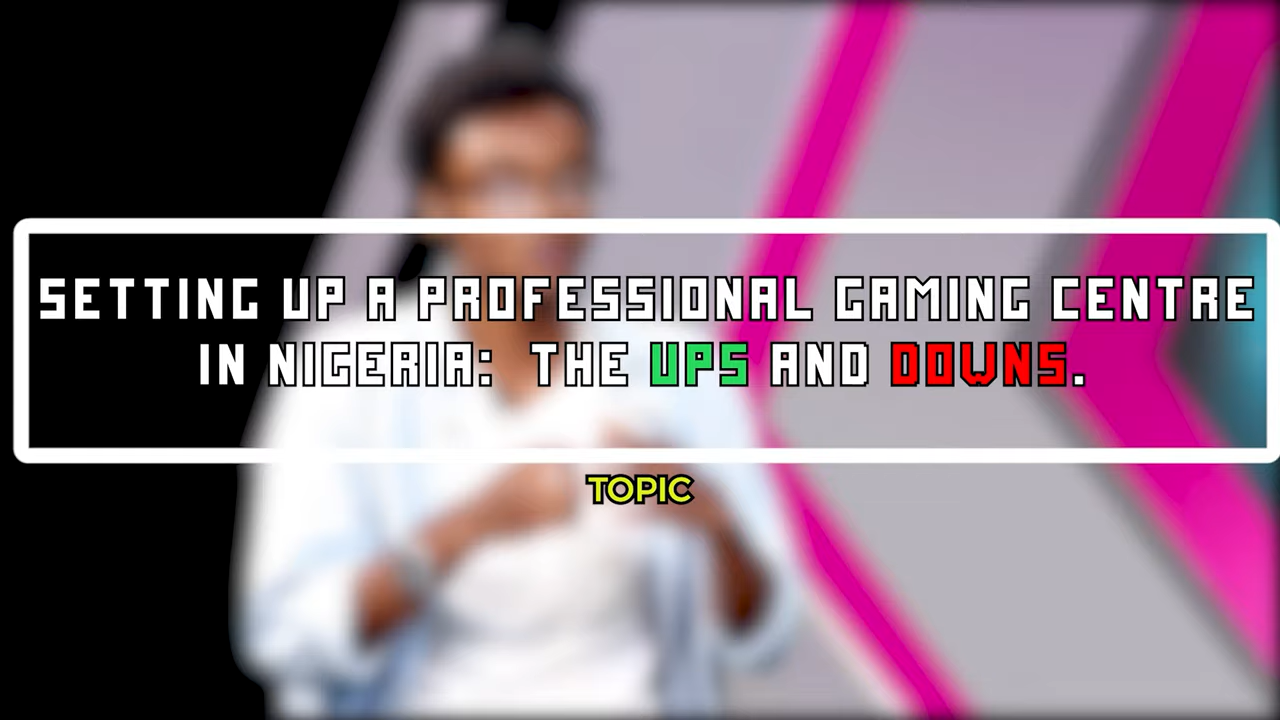 SETTING UP A PROFESSIONAL GAMING CENTRE
IN NIGERIA: THE UPS AND DOWNS.
TOPIC